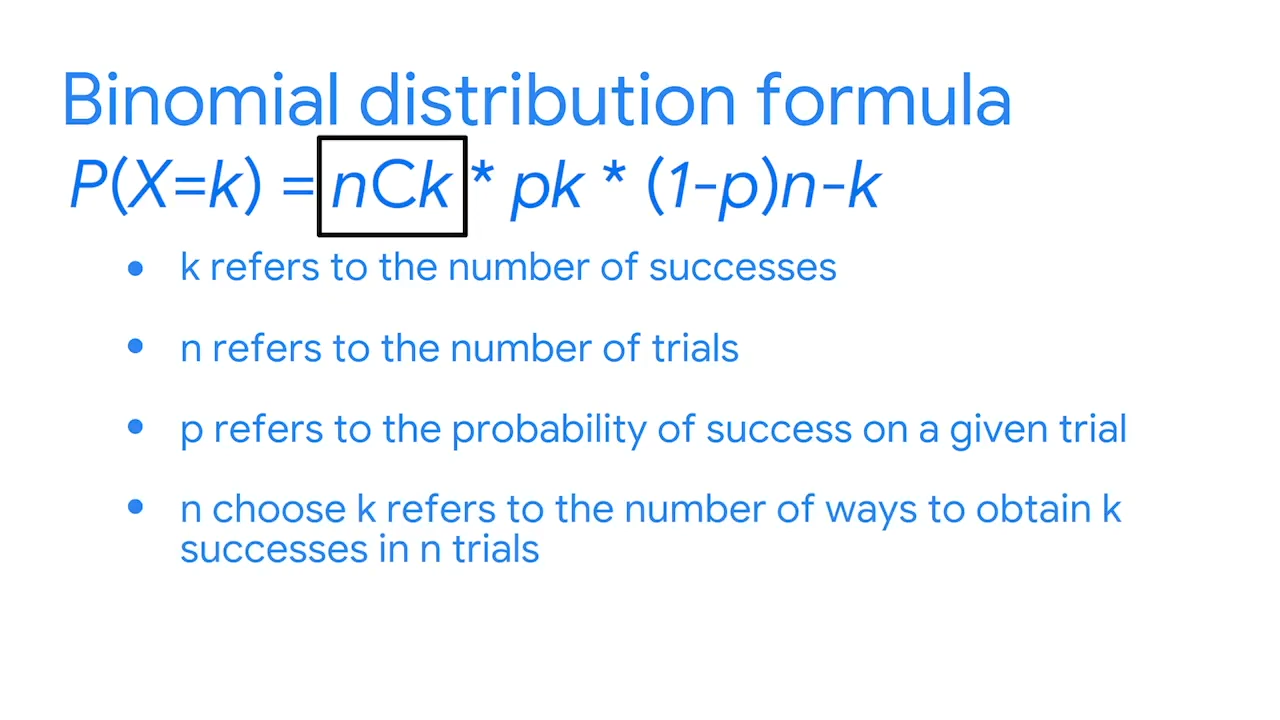 Binomial distribution formula
P(X=k) = nCk * pk * (1-p)n-k
• k refers to the number of successes
• n refers to the number of trials
• p refers to the probability of success on a given trial
• n choose k refers to the number of ways to obtain k
successes in n trials